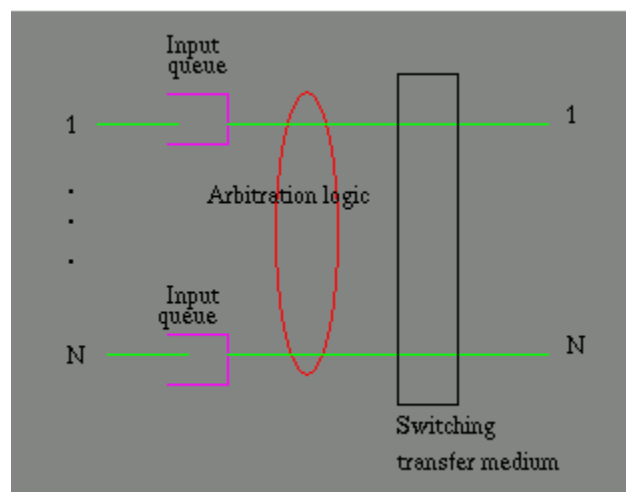 Input
queue
1
1
Arbitration logic
Input
queue
N
N
Switching
transfer medium